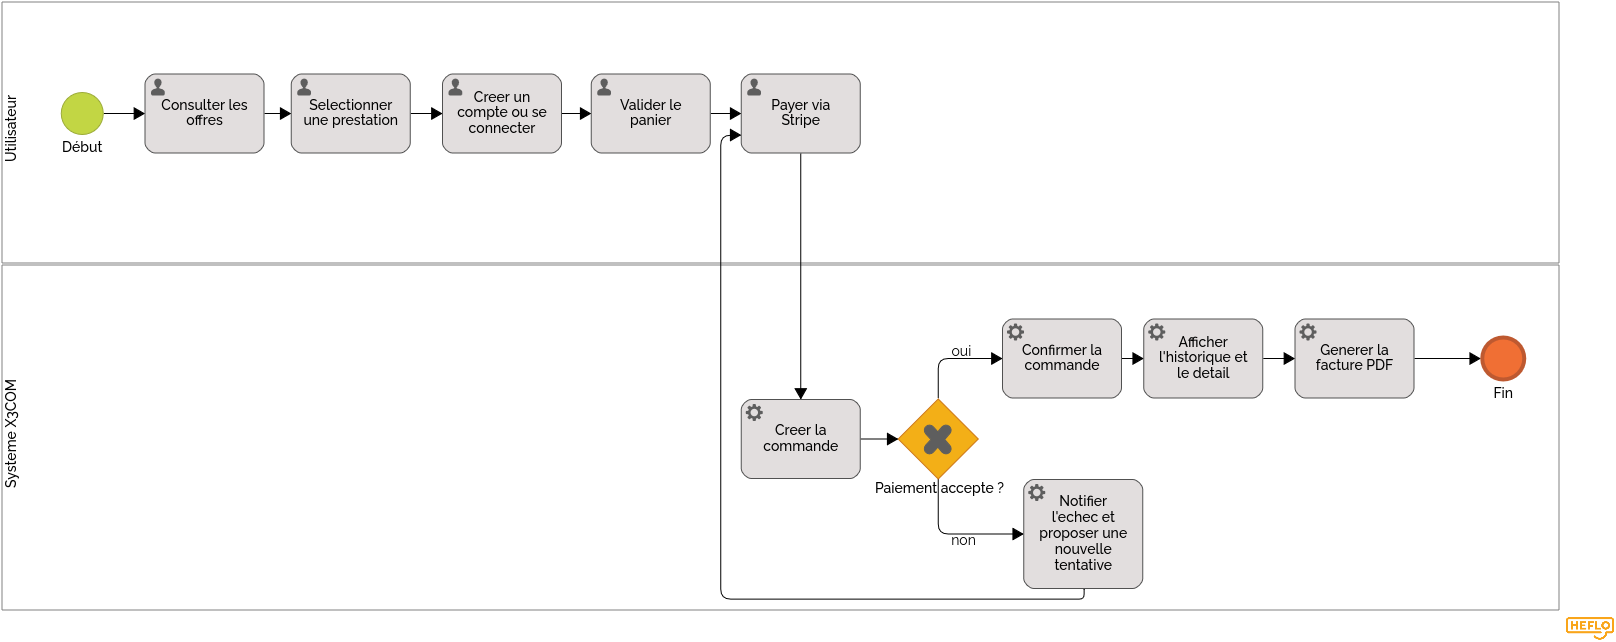 Utilisateur
Début
Consulter les
offres
Selectionner
une prestation
Creer un
compte ou se
connecter
Valider le
panier
Payer via
Stripe
Systeme X3COM
Creer la
commande
Paiement accepte ?
oui
non
Confirmer la
commande
Afficher
l'historique et
le detail
Generer la
facture PDF
Fin
Notifier
l'echec et
proposer une
nouvelle
tentative
HEFLO